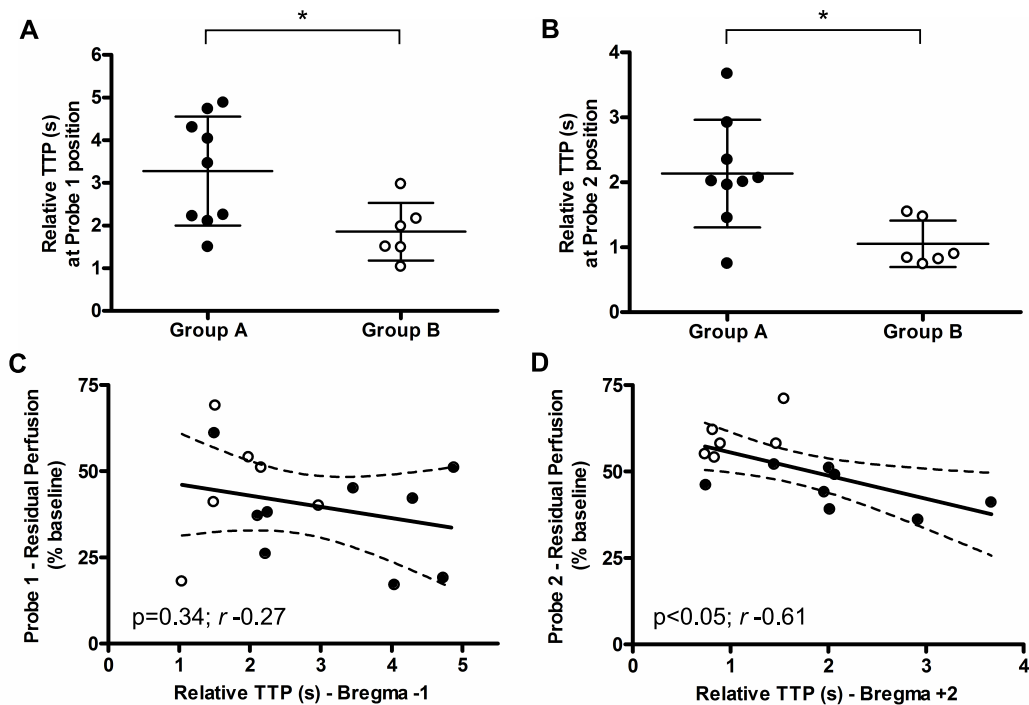 A
*
Relative TTP (s)
at Probe 1 position
6
5
4
3
2
1
0
Group A
Group B
B
*
Relative TTP (s)
at Probe 2 position
4
3
2
1
0
Group A
Group B
C
Probe 1 - Residual Perfusion
(% baseline)
75
50
25
0
p=0.34; r -0.27
0 1 2 3 4 5
Relative TTP (s) - Bregma -1
D
Probe 2 - Residual Perfusion
(% baseline)
75
50
25
0
p<0.05; r -0.61
0 1 2 3 4
Relative TTP (s) - Bregma +2